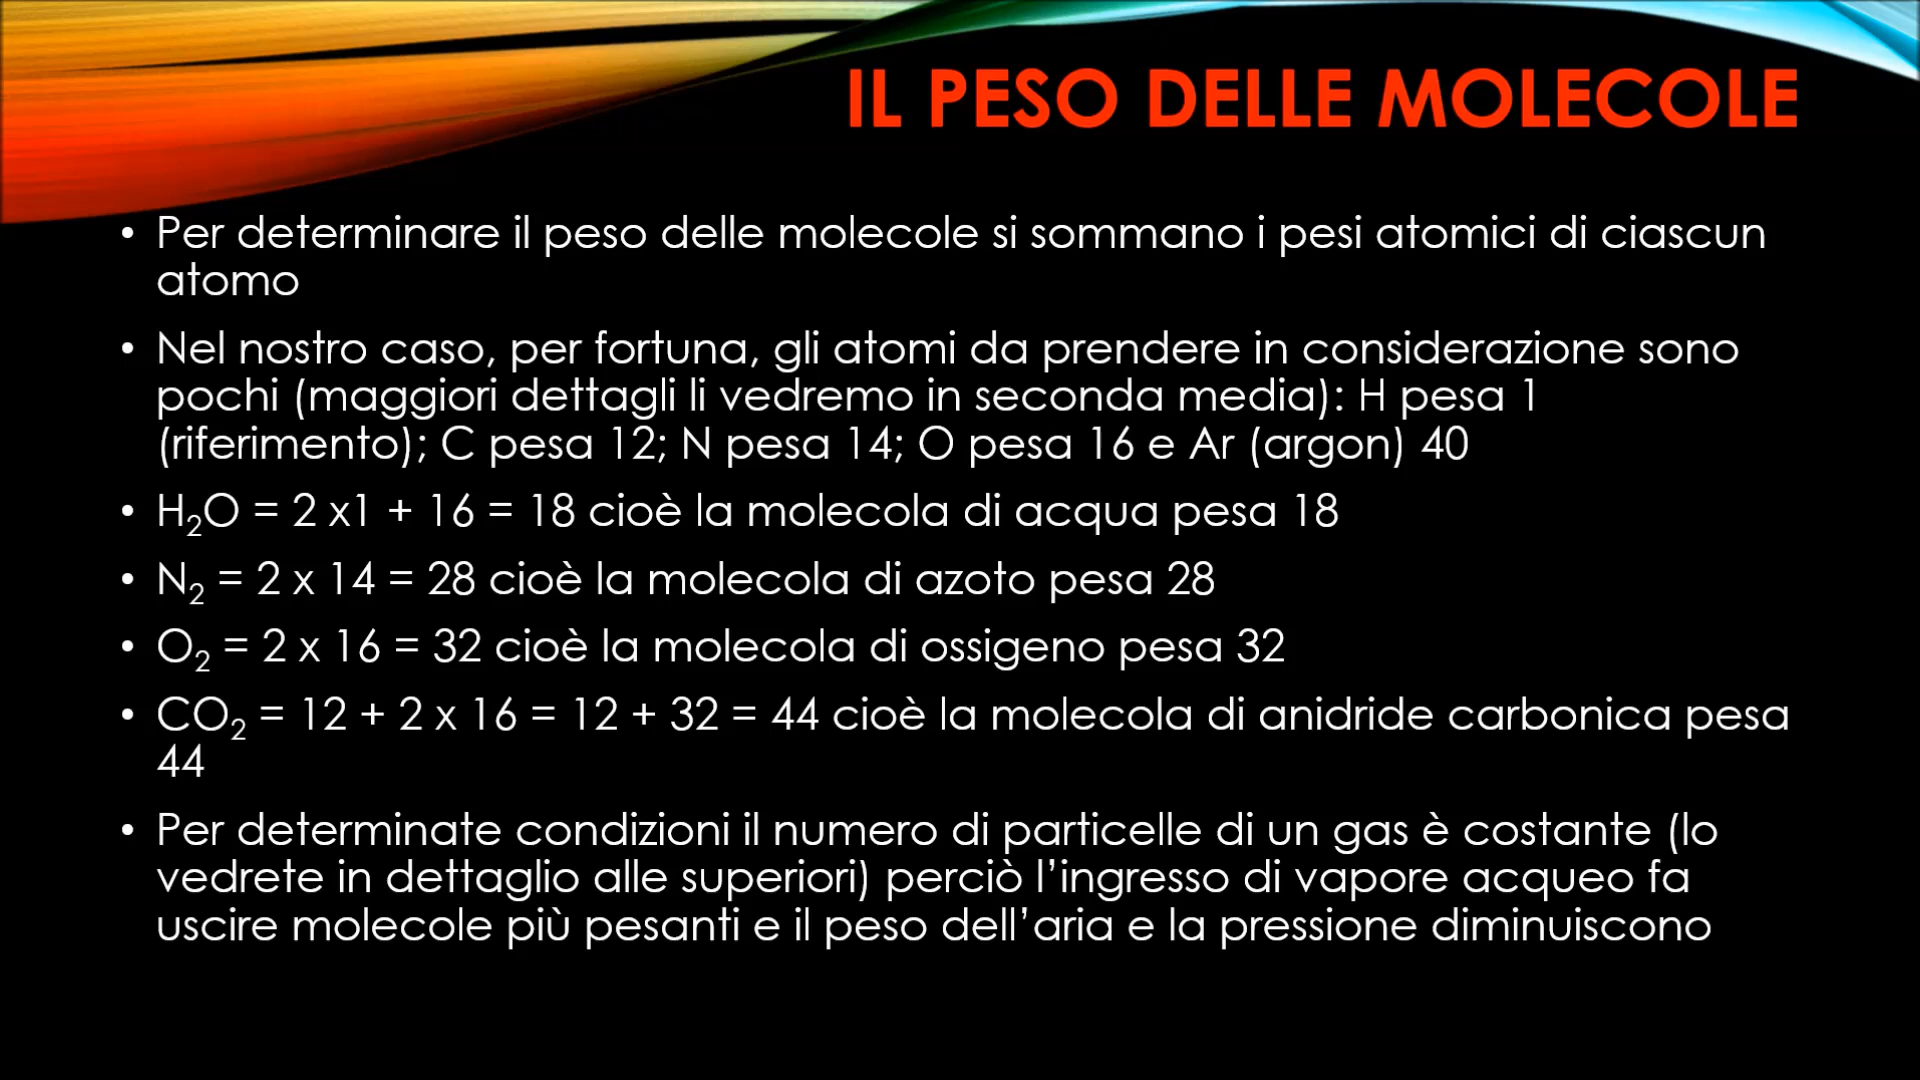 IL PESO DELLE MOLECOLE
• Per determinare il peso delle molecole si sommano i pesi atomici di ciascun
atomo
• Nel nostro caso, per fortuna, gli atomi da prendere in considerazione sono
pochi (maggiori dettagli li vedremo in seconda media): H pesa 1
(riferimento); C pesa 12; N pesa 14; O pesa 16 e Ar (argon) 40
• H₂O = 2 x1 + 16 = 18 cioè la molecola di acqua pesa 18
• N₂ = 2 x 14 = 28 cioè la molecola di azoto pesa 28
• O₂ = 2 x 16 = 32 cioè la molecola di ossigeno pesa 32
• CO₂ = 12 + 2 x 16 = 12 + 32 = 44 cioè la molecola di anidride carbonica pesa
44
• Per determinate condizioni il numero di particelle di un gas è costante (lo
vedrete in dettaglio alle superiori) perciò l’ingresso di vapore acqueo fa
uscire molecole più pesanti e il peso dell’aria e la pressione diminuiscono